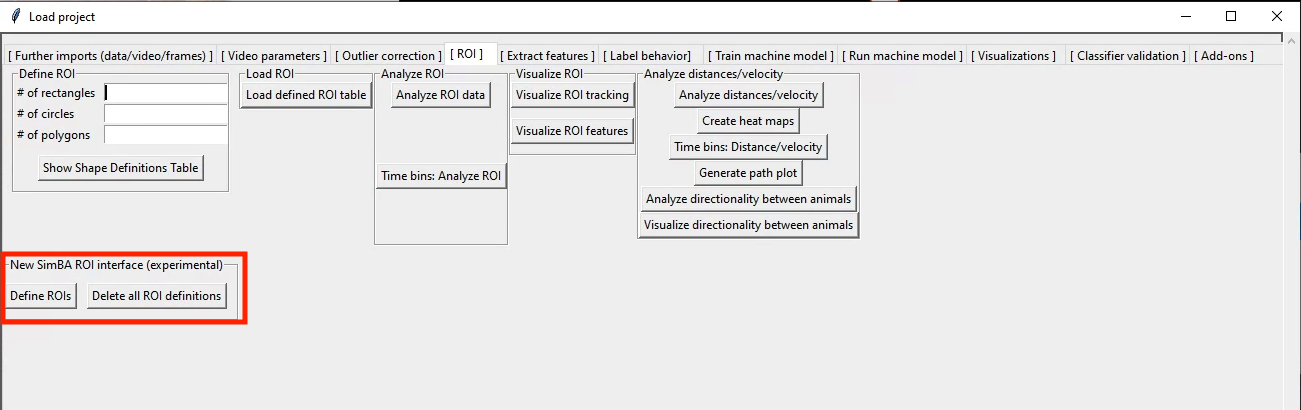 Load project
[ Further imports (data/video/frames) ] [ Video parameters ] [ Outlier correction ] [ ROI ] [ Extract features ] [ Label behavior] [ Train machine model ] [ Run machine model ] [ Visualizations ] [ Classifier validation ] [ Add-ons ]
Define ROI
# of rectangles
# of circles
# of polygons
Show Shape Definitions Table
Load ROI
Load defined ROI table
Analyze ROI
Analyze ROI data
Time bins: Analyze ROI
Visualize ROI
Visualize ROI tracking
Visualize ROI features
Analyze distances/velocity
Analyze distances/velocity
Create heat maps
Time bins: Distance/velocity
Generate path plot
Analyze directionality between animals
Visualize directionality between animals
New SimBA ROI interface (experimental)
Define ROIs Delete all ROI definitions